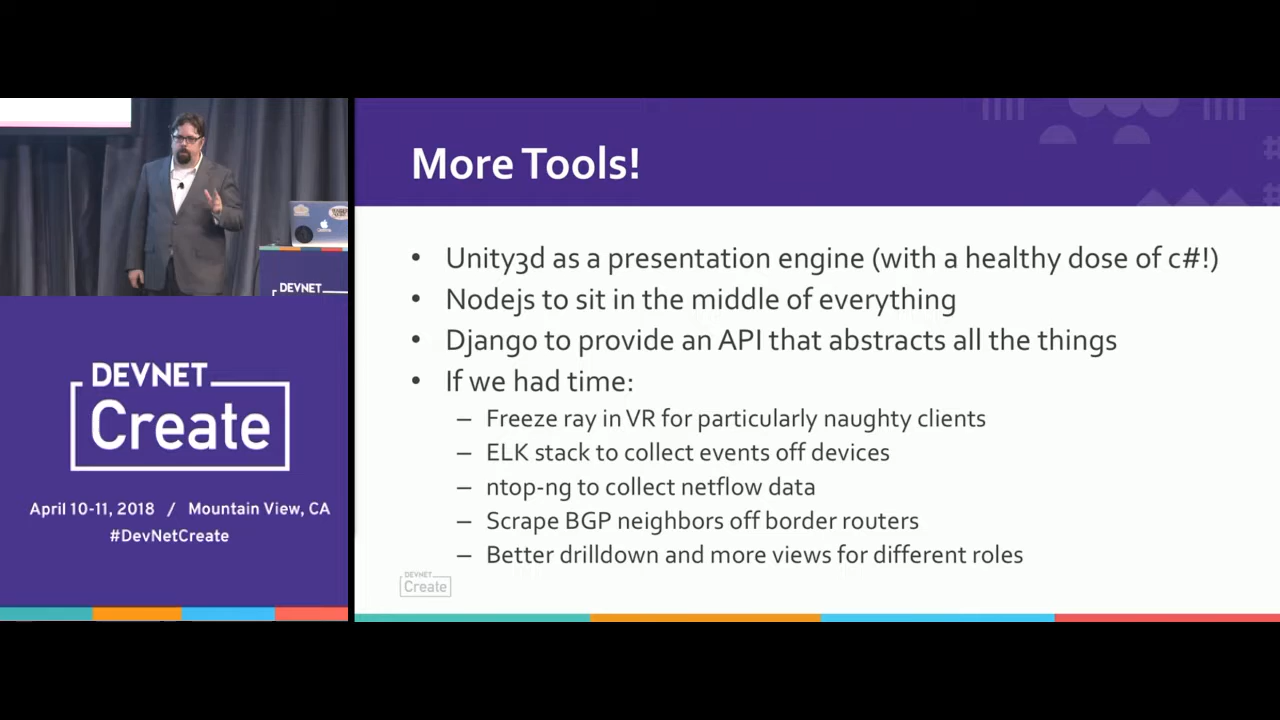 More Tools!
• Unity3d as a presentation engine (with a healthy dose of c#!)
• Nodejs to sit in the middle of everything
• Django to provide an API that abstracts all the things
• If we had time:
– Freeze ray in VR for particularly naughty clients
– ELK stack to collect events off devices
– ntop-ng to collect netflow data
– Scrape BGP neighbors off border routers
– Better drilldown and more views for different roles
DEVNET
Create
DEVNET
DEVNET
Create
April 10-11, 2018 / Mountain View, CA
#DevNetCreate